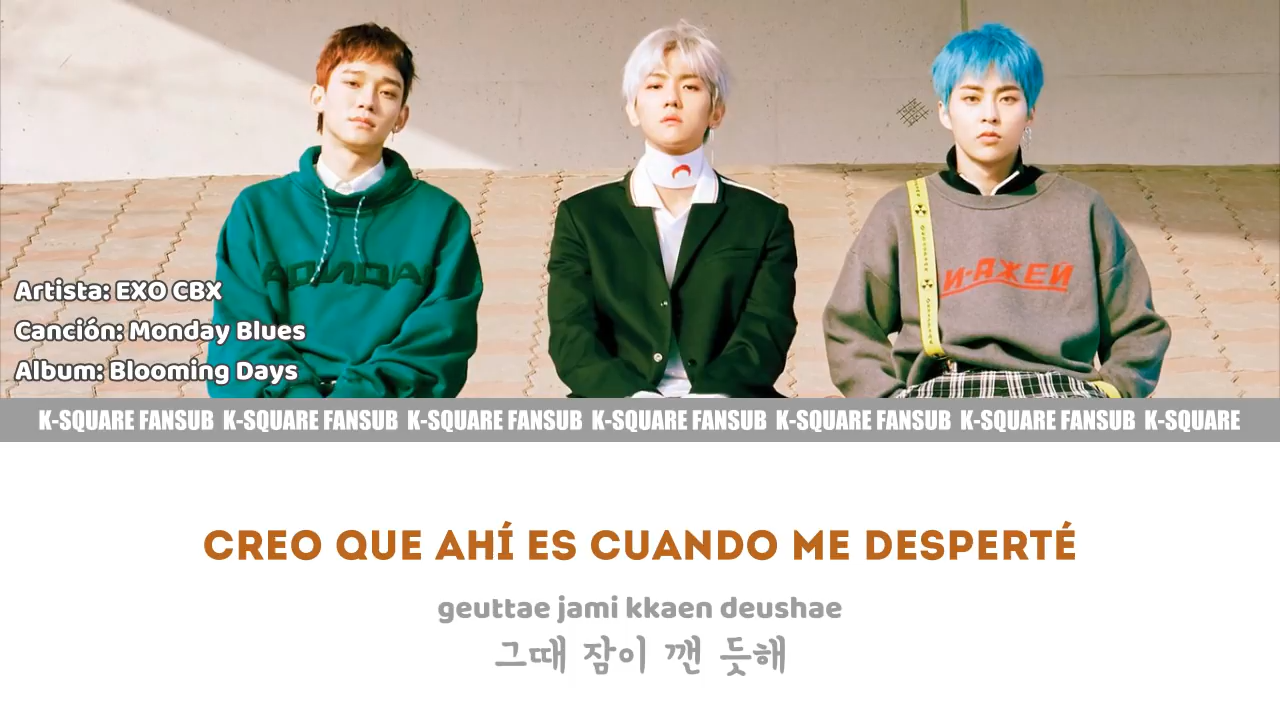 И-ЯЖЕЙ
Artista: EXO CBX
Canción: Monday Blues
Album: Blooming Days
K-SQUARE FANSUB K-SQUARE FANSUB K-SQUARE FANSUB K-SQUARE FANSUB K-SQUARE FANSUB K-SQUARE FANSUB K-SQUARE
CREO QUE AHÍ ES CUANDO ME DESPERTÉ
geuttae jami kkaen deushae
그때 잠이 깬 듯해